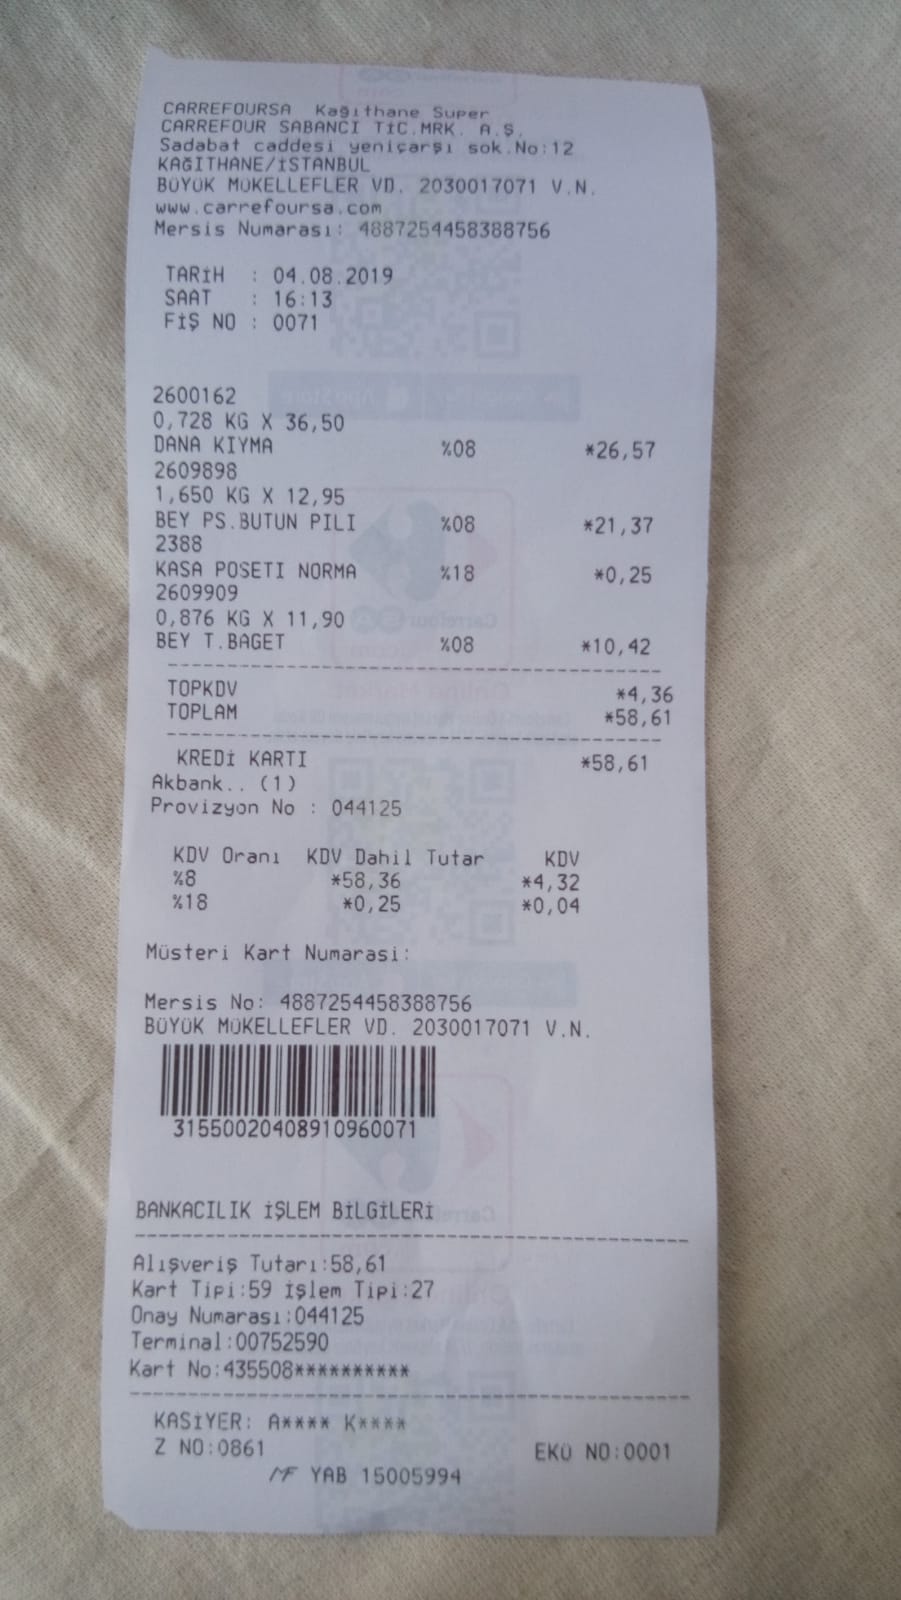 CARREFOURSA Kağıthane Super
CARREFOUR SABANCI TİC.MRK. A.Ş.
Sadabat caddesi yeniçarşı sok.No:12
KAĞITHANE/İSTANBUL
BÜYÜK MÜKELLEFLER VD. 2030017071 V.N.
www.carrefoursa.com
Mersis Numarası: 4887254458388756
TARİH : 04.08.2019
SAAT : 16:13
FİŞ NO : 0071
2600162
0,728 KG X 36,50
DANA KIYMA %08 *26,57
2609898
1,650 KG X 12,95
BEY PS.BUTUN PILI %08 *21,37
2388
KASA POSETI NORMA %18 *0,25
2609909
0,876 KG X 11,90
BEY T.BAGET %08 *10,42
TOPKDV *4,36
TOPLAM *58,61
KREDİ KARTI *58,61
Akbank.. (1)
Provizyon No : 044125
KDV Oranı KDV Dahil Tutar KDV
%8 *58,36 *4,32
%18 *0,25 *0,04
Müsteri Kart Numarasi:
Mersis No: 4887254458388756
BÜYÜK MÜKELLEFLER VD. 2030017071 V.N.
31550020408910960071
BANKACILIK İŞLEM BİLGİLERİ
Alışveriş Tutarı:58,61
Kart Tipi:59 İşlem Tipi:27
Onay Numarası:044125
Terminal:00752590
Kart No:435508**********
KASİYER: A**** K****
Z NO:0861 EKÜ NO:0001
MF YAB 15005994